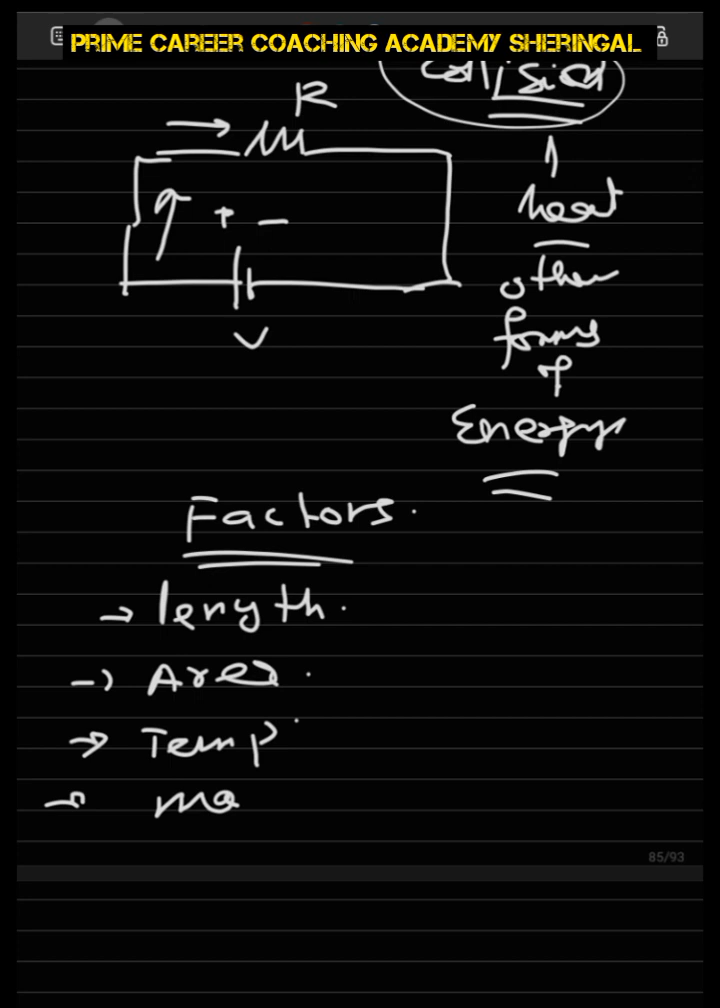 PRIME CAREER COACHING ACADEMY SHERINGAL
Collision
R
heat
+ -
other
V
forms
of
Energy
Factors.
→ length.
→ Area.
→ Temp
→ ma
85/93